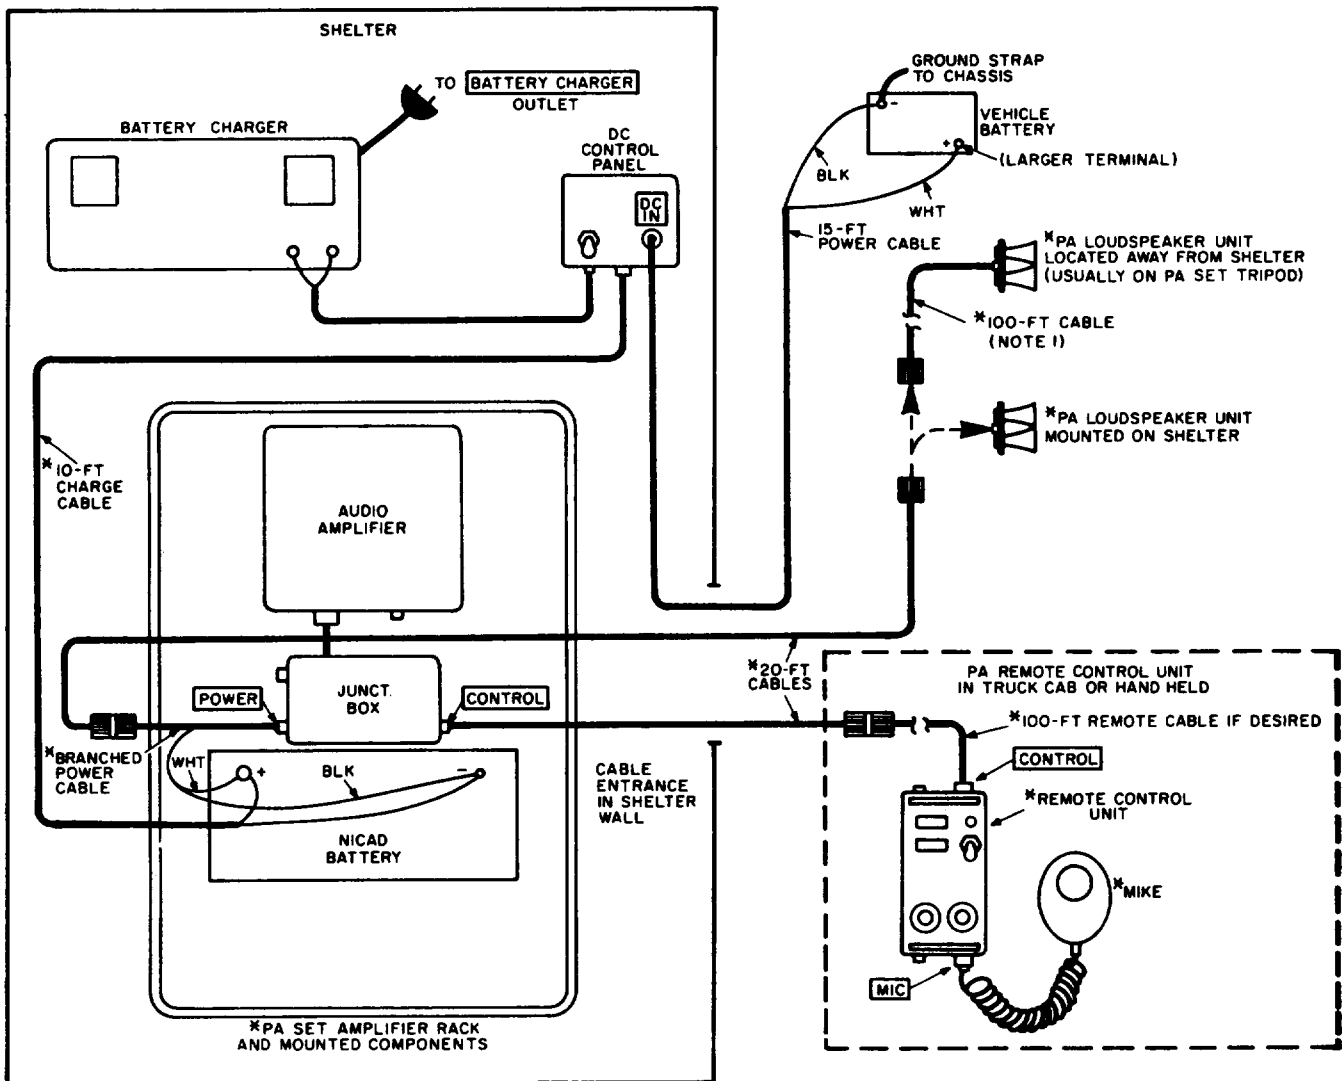 SHELTER
TO BATTERY CHARGER
OUTLET
BATTERY CHARGER
DC
CONTROL
PANEL
DC
IN
GROUND STRAP
TO CHASSIS
-
VEHICLE
BATTERY
+
(LARGER TERMINAL)
BLK
WHT
15-FT
POWER CABLE
*PA LOUDSPEAKER UNIT
LOCATED AWAY FROM SHELTER
(USUALLY ON PA SET TRIPOD)
*100-FT CABLE
(NOTE 1)
*PA LOUDSPEAKER UNIT
MOUNTED ON SHELTER
*10-FT
CHARGE
CABLE
AUDIO
AMPLIFIER
JUNCT.
BOX
POWER
CONTROL
*20-FT
CABLES
*BRANCHED
POWER
CABLE
WHT
+
BLK
-
NICAD
BATTERY
CABLE
ENTRANCE
IN SHELTER
WALL
*PA SET AMPLIFIER RACK
AND MOUNTED COMPONENTS
PA REMOTE CONTROL UNIT
IN TRUCK CAB OR HAND HELD
*100-FT REMOTE CABLE IF DESIRED
CONTROL
*REMOTE CONTROL
UNIT
*MIKE
MIC